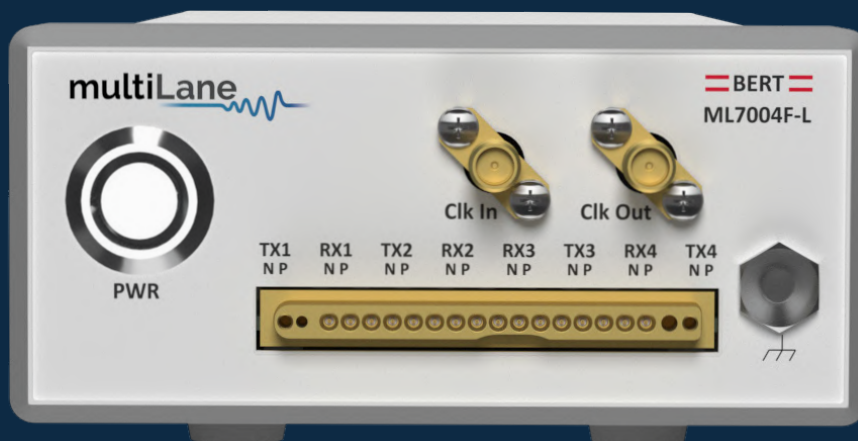 multiLane
BERT
ML7004F-L
Clk In
Clk Out
TX1 RX1 TX2 RX2 RX3 TX3 RX4 TX4
N P N P N P N P N P N P N P N P
PWR